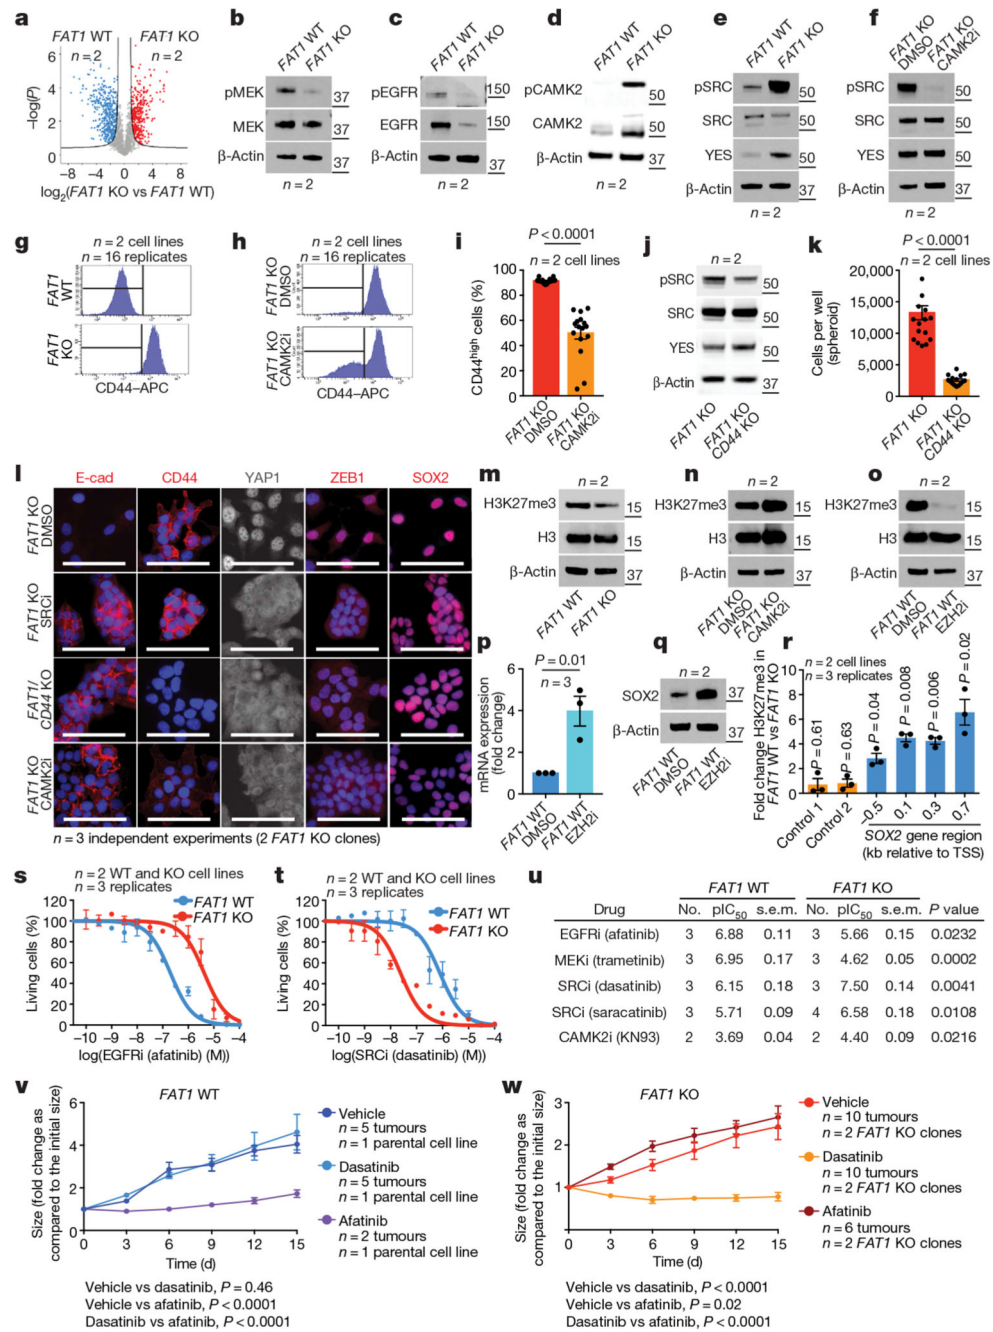 a
FAT1 WT
n = 2
FAT1 KO
n = 2
–log(P)
6
4
2
0
–8
–4
0
4
8
log2(FAT1 KO vs FAT1 WT)
b
FAT1 WT
FAT1 KO
pMEK
37
MEK
37
β-Actin
37
n = 2
c
FAT1 WT
FAT1 KO
pEGFR
150
EGFR
150
β-Actin
37
n = 2
d
FAT1 WT
FAT1 KO
pCAMK2
50
CAMK2
50
β-Actin
37
n = 2
e
FAT1 WT
FAT1 KO
pSRC
50
SRC
50
YES
50
β-Actin
37
n = 2
f
FAT1 KO
DMSO
FAT1 KO
CAMK2i
pSRC
50
SRC
50
YES
50
β-Actin
37
n = 2
g
n = 2 cell lines
n = 16 replicates
FAT1
WT
FAT1
KO
CD44–APC
h
n = 2 cell lines
n = 16 replicates
FAT1 KO
DMSO
FAT1 KO
CAMK2i
CD44–APC
i
P < 0.0001
n = 2 cell lines
CD44high cells (%)
100
80
60
40
20
0
FAT1 KO
DMSO
FAT1 KO
CAMK2i
j
n = 2
pSRC
50
SRC
50
YES
50
β-Actin
37
FAT1 KO
FAT1 KO
CD44 KO
k
P < 0.0001
n = 2 cell lines
Cells per well
(spheroid)
20,000
15,000
10,000
5,000
0
FAT1 KO
FAT1 KO
CD44 KO
l
E-cad
CD44
YAP1
ZEB1
SOX2
FAT1 KO
DMSO
FAT1 KO
SRCi
FAT1/
CD44 KO
FAT1 KO
CAMK2i
n = 3 independent experiments (2 FAT1 KO clones)
m
n = 2
H3K27me3
15
H3
15
β-Actin
37
FAT1 WT
FAT1 KO
n
n = 2
H3K27me3
15
H3
15
β-Actin
37
FAT1 KO
DMSO
FAT1 KO
CAMK2i
o
n = 2
H3K27me3
15
H3
15
β-Actin
37
FAT1 WT
DMSO
FAT1 WT
EZH2i
p
P = 0.01
n = 3
mRNA expression
(fold change)
6
4
2
0
FAT1 WT
DMSO
FAT1 WT
EZH2i
q
n = 2
SOX2
37
β-Actin
37
FAT1 WT
DMSO
FAT1 WT
EZH2i
r
n = 2 cell lines
n = 3 replicates
Fold change H3K27me3 in
FAT1 WT vs FAT1 KO
10
8
6
4
2
0
P = 0.61
P = 0.63
P = 0.04
P = 0.008
P = 0.006
P = 0.02
Control 1
Control 2
–0.5
0.1
0.3
0.7
SOX2 gene region
(kb relative to TSS)
s
n = 2 WT and KO cell lines
n = 3 replicates
FAT1 WT
FAT1 KO
Living cells (%)
120
100
80
60
40
20
0
–10 –9 –8 –7 –6 –5 –4
log(EGFRi (afatinib) (M))
t
n = 2 WT and KO cell lines
n = 3 replicates
FAT1 WT
FAT1 KO
Living cells (%)
120
100
80
60
40
20
0
–10 –9 –8 –7 –6 –5 –4
log(SRCi (dasatinib) (M))
u
FAT1 WT FAT1 KO
Drug No. pIC50 s.e.m. No. pIC50 s.e.m. P value
EGFRi (afatinib) 3 6.88 0.11 3 5.66 0.15 0.0232
MEKi (trametinib) 3 6.95 0.17 3 4.62 0.05 0.0002
SRCi (dasatinib) 3 6.15 0.18 3 7.50 0.14 0.0041
SRCi (saracatinib) 3 5.71 0.09 4 6.58 0.18 0.0108
CAMK2i (KN93) 2 3.69 0.04 2 4.40 0.09 0.0216
v
FAT1 WT
Size (fold change as
compared to the initial size)
6
4
2
0
0 3 6 9 12 15
Time (d)
Vehicle
n = 5 tumours
n = 1 parental cell line
Dasatinib
n = 5 tumours
n = 1 parental cell line
Afatinib
n = 2 tumours
n = 1 parental cell line
Vehicle vs dasatinib, P = 0.46
Vehicle vs afatinib, P < 0.0001
Dasatinib vs afatinib, P < 0.0001
w
FAT1 KO
Size (fold change as
compared to the initial size)
3
2
1
0
0 3 6 9 12 15
Time (d)
Vehicle
n = 10 tumours
n = 2 FAT1 KO clones
Dasatinib
n = 10 tumours
n = 2 FAT1 KO clones
Afatinib
n = 6 tumours
n = 2 FAT1 KO clones
Vehicle vs dasatinib, P < 0.0001
Vehicle vs afatinib, P = 0.02
Dasatinib vs afatinib, P < 0.0001